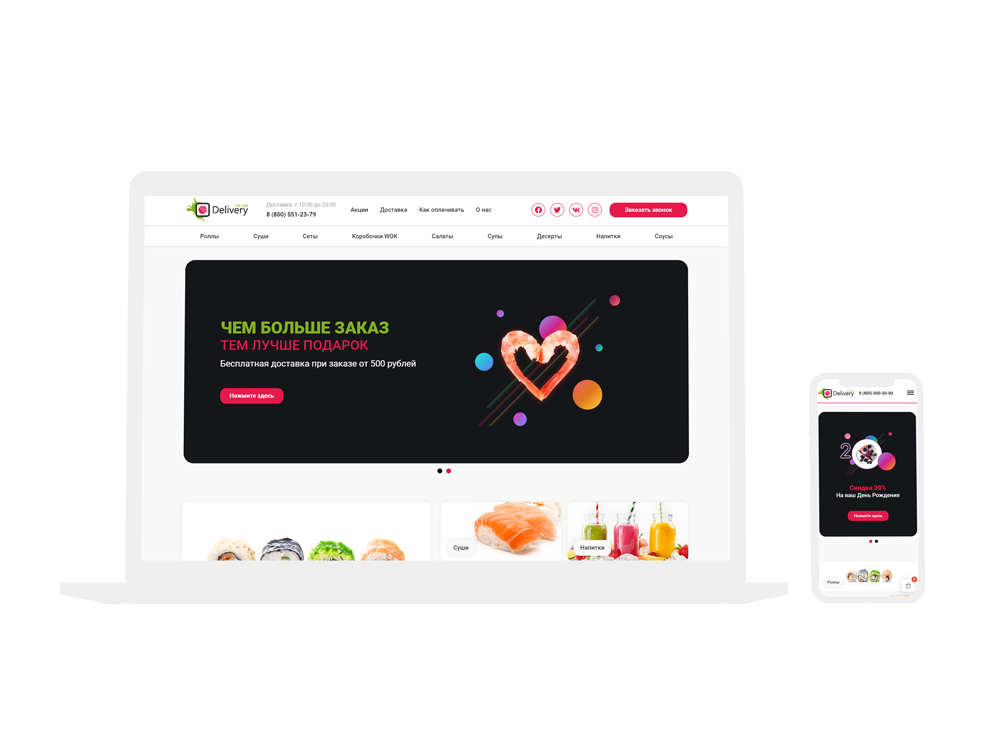 COLOR
Delivery
Доставка: с 10:00 до 23:00
8 (800) 551-23-79
Акции
Доставка
Как оплачивать
О нас
Заказать звонок
Роллы
Суши
Сеты
Коробочки WOK
Салаты
Супы
Десерты
Напитки
Соусы
ЧЕМ БОЛЬШЕ ЗАКАЗ
ТЕМ ЛУЧШЕ ПОДАРОК
Бесплатная доставка при заказе от 500 рублей
Нажмите здесь
Суши
Напитки
Delivery
8 (800) 000-00-00
2
Скидка 20%
На ваш День Рождения
Нажмите здесь
Роллы